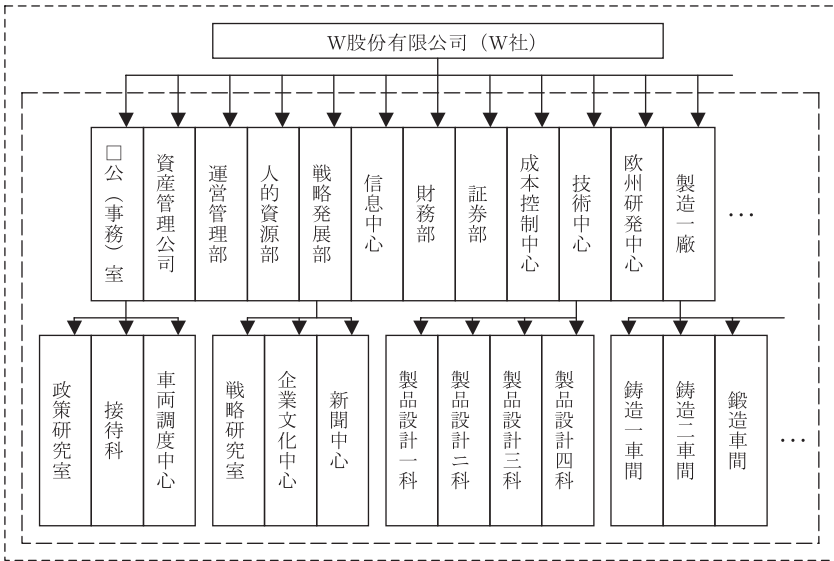 W股份有限公司（W社）
□公（事務）室
資産管理公司
運営管理部
人的資源部
戦略発展部
信息中心
財務部
証券部
成本控制中心
技術中心
欧州研発中心
製造一廠
…
政策研究室
接待科
車両調度中心
戦略研究室
企業文化中心
新聞中心
製品設計一科
製品設計ニ科
製品設計三科
製品設計四科
鋳造一車間
鋳造二車間
鍛造車間
…